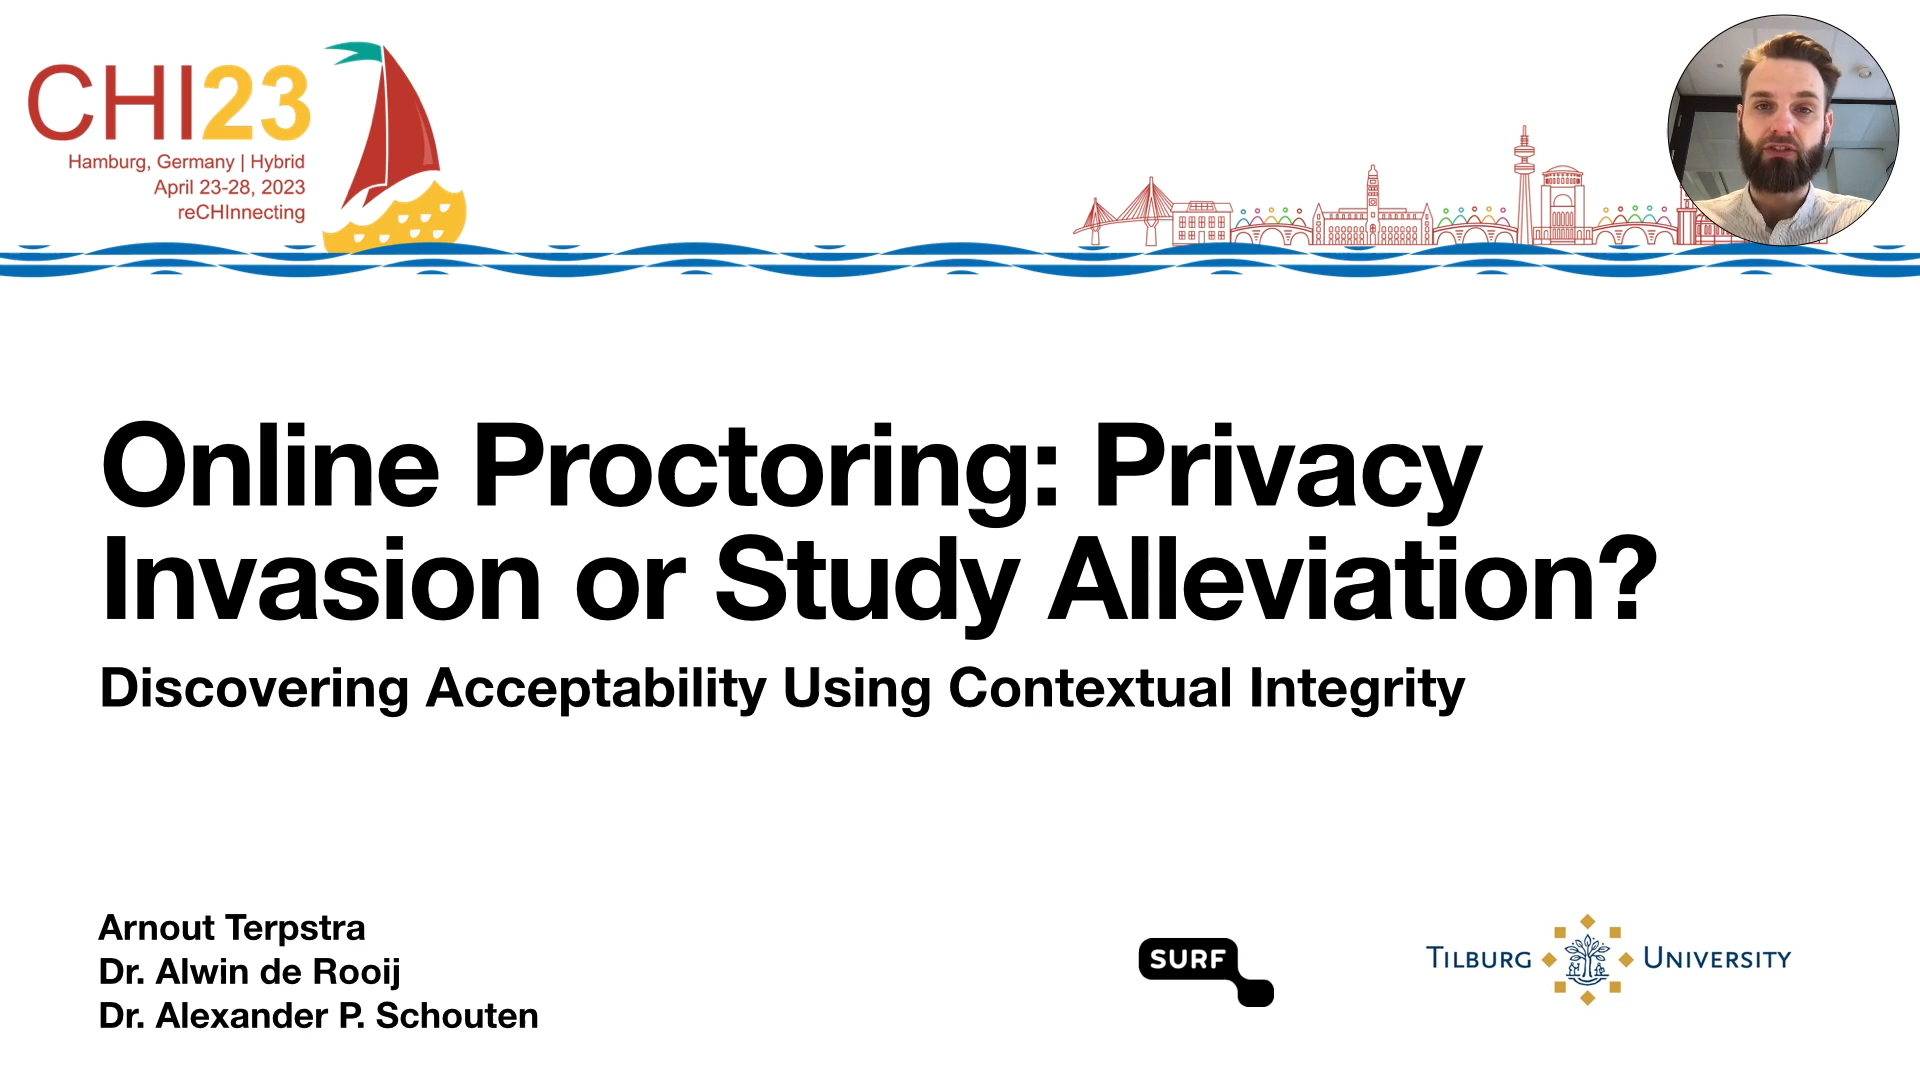 CHI23
Hamburg, Germany | Hybrid
April 23-28, 2023
reCHInnecting
Online Proctoring: Privacy
Invasion or Study Alleviation?
Discovering Acceptability Using Contextual Integrity
Arnout Terpstra
Dr. Alwin de Rooij
Dr. Alexander P. Schouten
SURF
TILBURG UNIVERSITY